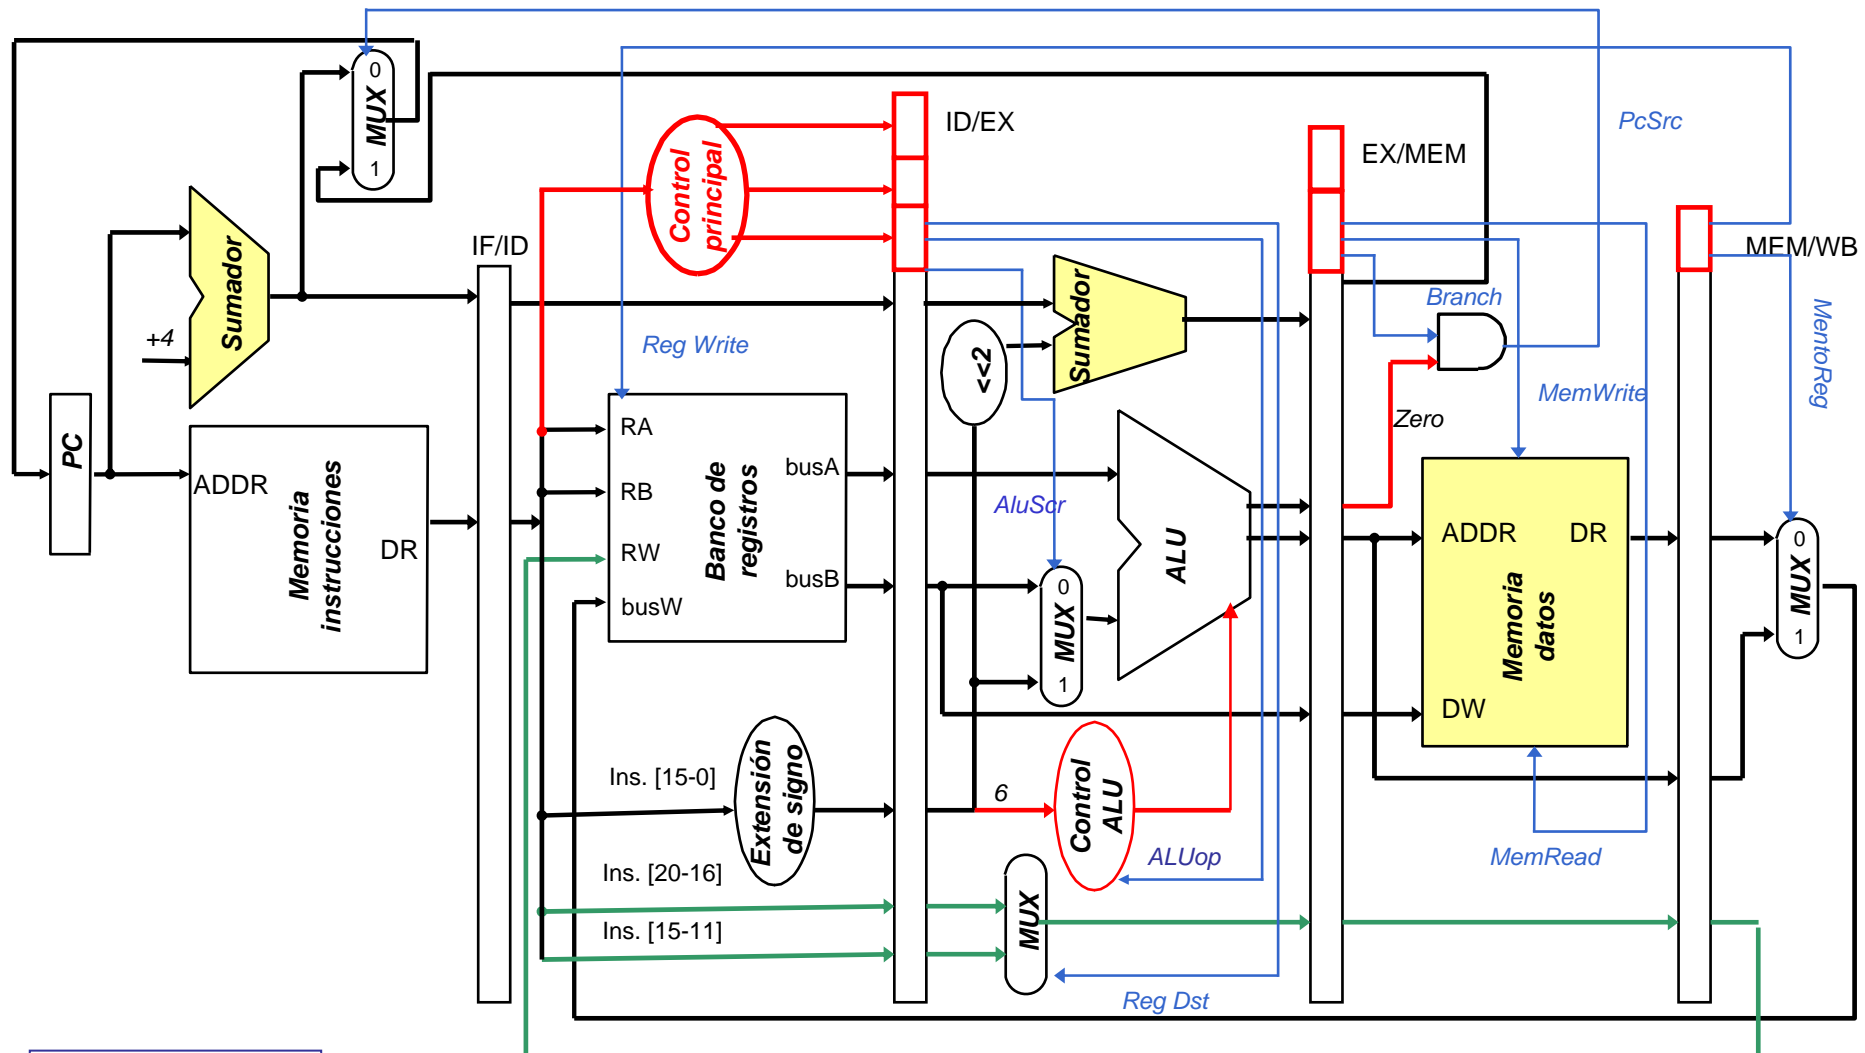 0
MUX
1
PcSrc
ID/EX
EX/MEM
Control
principal
IF/ID
MEM/WB
Sumador
+4
Sumador
<<2
Branch
Reg Write
MemWrite
MentoReg
Zero
PC
ADDR
Memoria
instrucciones
DR
RA
RB
RW
busW
Banco de
registros
busA
busB
AluScr
0
MUX
1
ALU
ADDR
DR
Memoria
datos
DW
0
MUX
1
Ins. [15-0]
Extensión
de signo
6
Control
ALU
ALUop
MemRead
Ins. [20-16]
Ins. [15-11]
MUX
Reg Dst